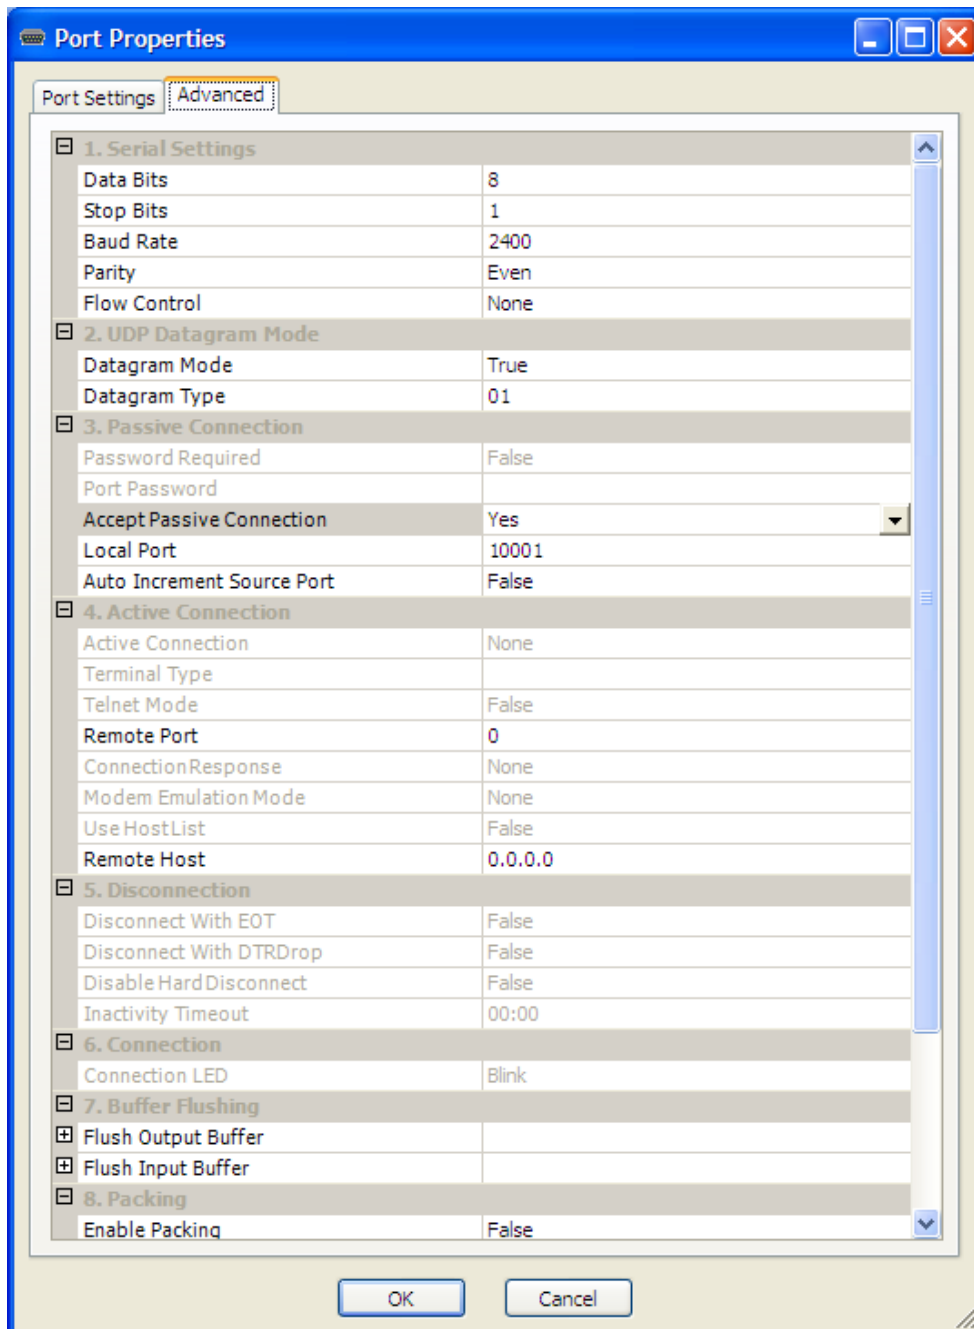 Port Properties
Port Settings Advanced
1. Serial Settings
Data Bits 8
Stop Bits 1
Baud Rate 2400
Parity Even
Flow Control None
2. UDP Datagram Mode
Datagram Mode True
Datagram Type 01
3. Passive Connection
Password Required False
Port Password
Accept Passive Connection Yes
Local Port 10001
Auto Increment Source Port False
4. Active Connection
Active Connection None
Terminal Type
Telnet Mode False
Remote Port 0
Connection Response None
Modem Emulation Mode None
Use Host List False
Remote Host 0.0.0.0
5. Disconnection
Disconnect With EOT False
Disconnect With DTRDrop False
Disable Hard Disconnect False
Inactivity Timeout 00:00
6. Connection
Connection LED Blink
7. Buffer Flushing
Flush Output Buffer
Flush Input Buffer
8. Packing
Enable Packing False
OK Cancel